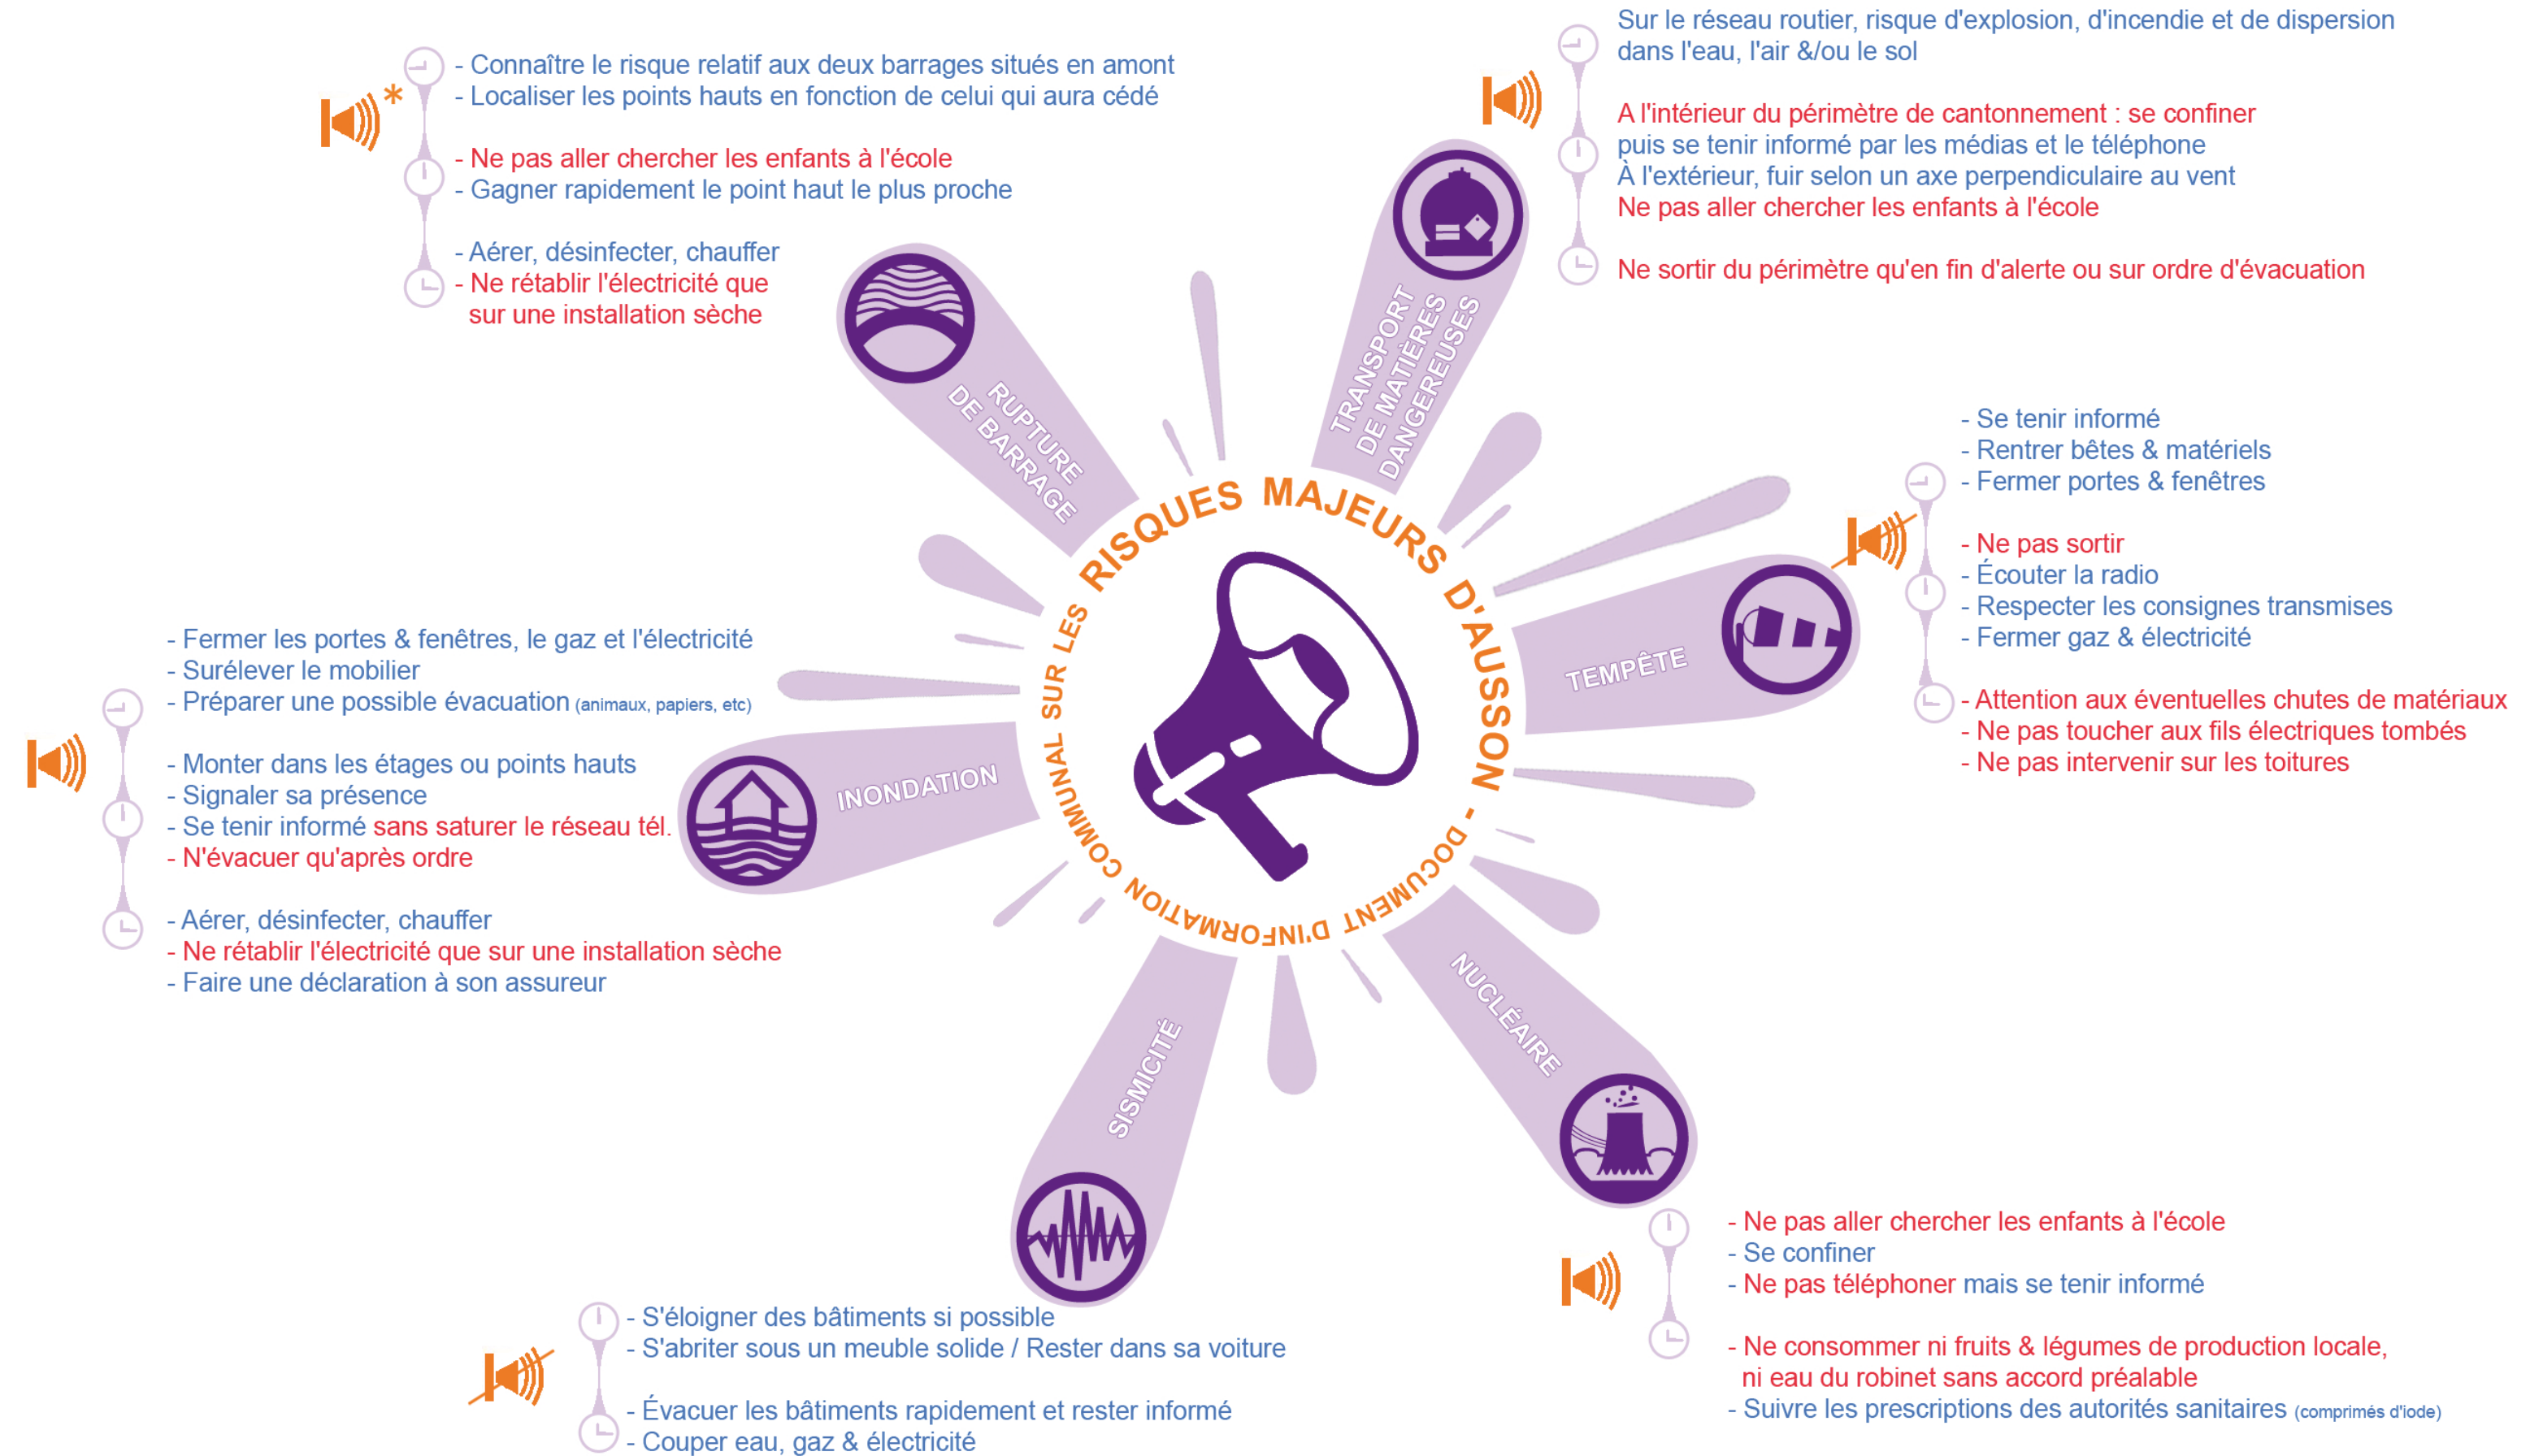 - Connaître le risque relatif aux deux barrages situés en amont
- Localiser les points hauts en fonction de celui qui aura cédé
*
- Ne pas aller chercher les enfants à l'école
- Gagner rapidement le point haut le plus proche
- Aérer, désinfecter, chauffer
- Ne rétablir l'électricité que
sur une installation sèche
RUPTURE
DE BARRAGE
Sur le réseau routier, risque d'explosion, d'incendie et de dispersion
dans l'eau, l'air &/ou le sol
A l'intérieur du périmètre de cantonnement : se confiner
puis se tenir informé par les médias et le téléphone
À l'extérieur, fuir selon un axe perpendiculaire au vent
Ne pas aller chercher les enfants à l'école
Ne sortir du périmètre qu'en fin d'alerte ou sur ordre d'évacuation
TRANSPORT
DE MATIÈRES
DANGEREUSES
- Se tenir informé
- Rentrer bêtes & matériels
- Fermer portes & fenêtres
- Ne pas sortir
- Écouter la radio
- Respecter les consignes transmises
- Fermer gaz & électricité
- Attention aux éventuelles chutes de matériaux
- Ne pas toucher aux fils électriques tombés
- Ne pas intervenir sur les toitures
TEMPÊTE
DOCUMENT D'INFORMATION COMMUNAL SUR LES RISQUES MAJEURS D'AUSSON -
- Fermer les portes & fenêtres, le gaz et l'électricité
- Surélever le mobilier
- Préparer une possible évacuation (animaux, papiers, etc)
- Monter dans les étages ou points hauts
- Signaler sa présence
- Se tenir informé sans saturer le réseau tél.
- N'évacuer qu'après ordre
- Aérer, désinfecter, chauffer
- Ne rétablir l'électricité que sur une installation sèche
- Faire une déclaration à son assureur
INONDATION
SISMICITÉ
- S'éloigner des bâtiments si possible
- S'abriter sous un meuble solide / Rester dans sa voiture
- Évacuer les bâtiments rapidement et rester informé
- Couper eau, gaz & électricité
NUCLÉAIRE
- Ne pas aller chercher les enfants à l'école
- Se confiner
- Ne pas téléphoner mais se tenir informé
- Ne consommer ni fruits & légumes de production locale,
ni eau du robinet sans accord préalable
- Suivre les prescriptions des autorités sanitaires (comprimés d'iode)